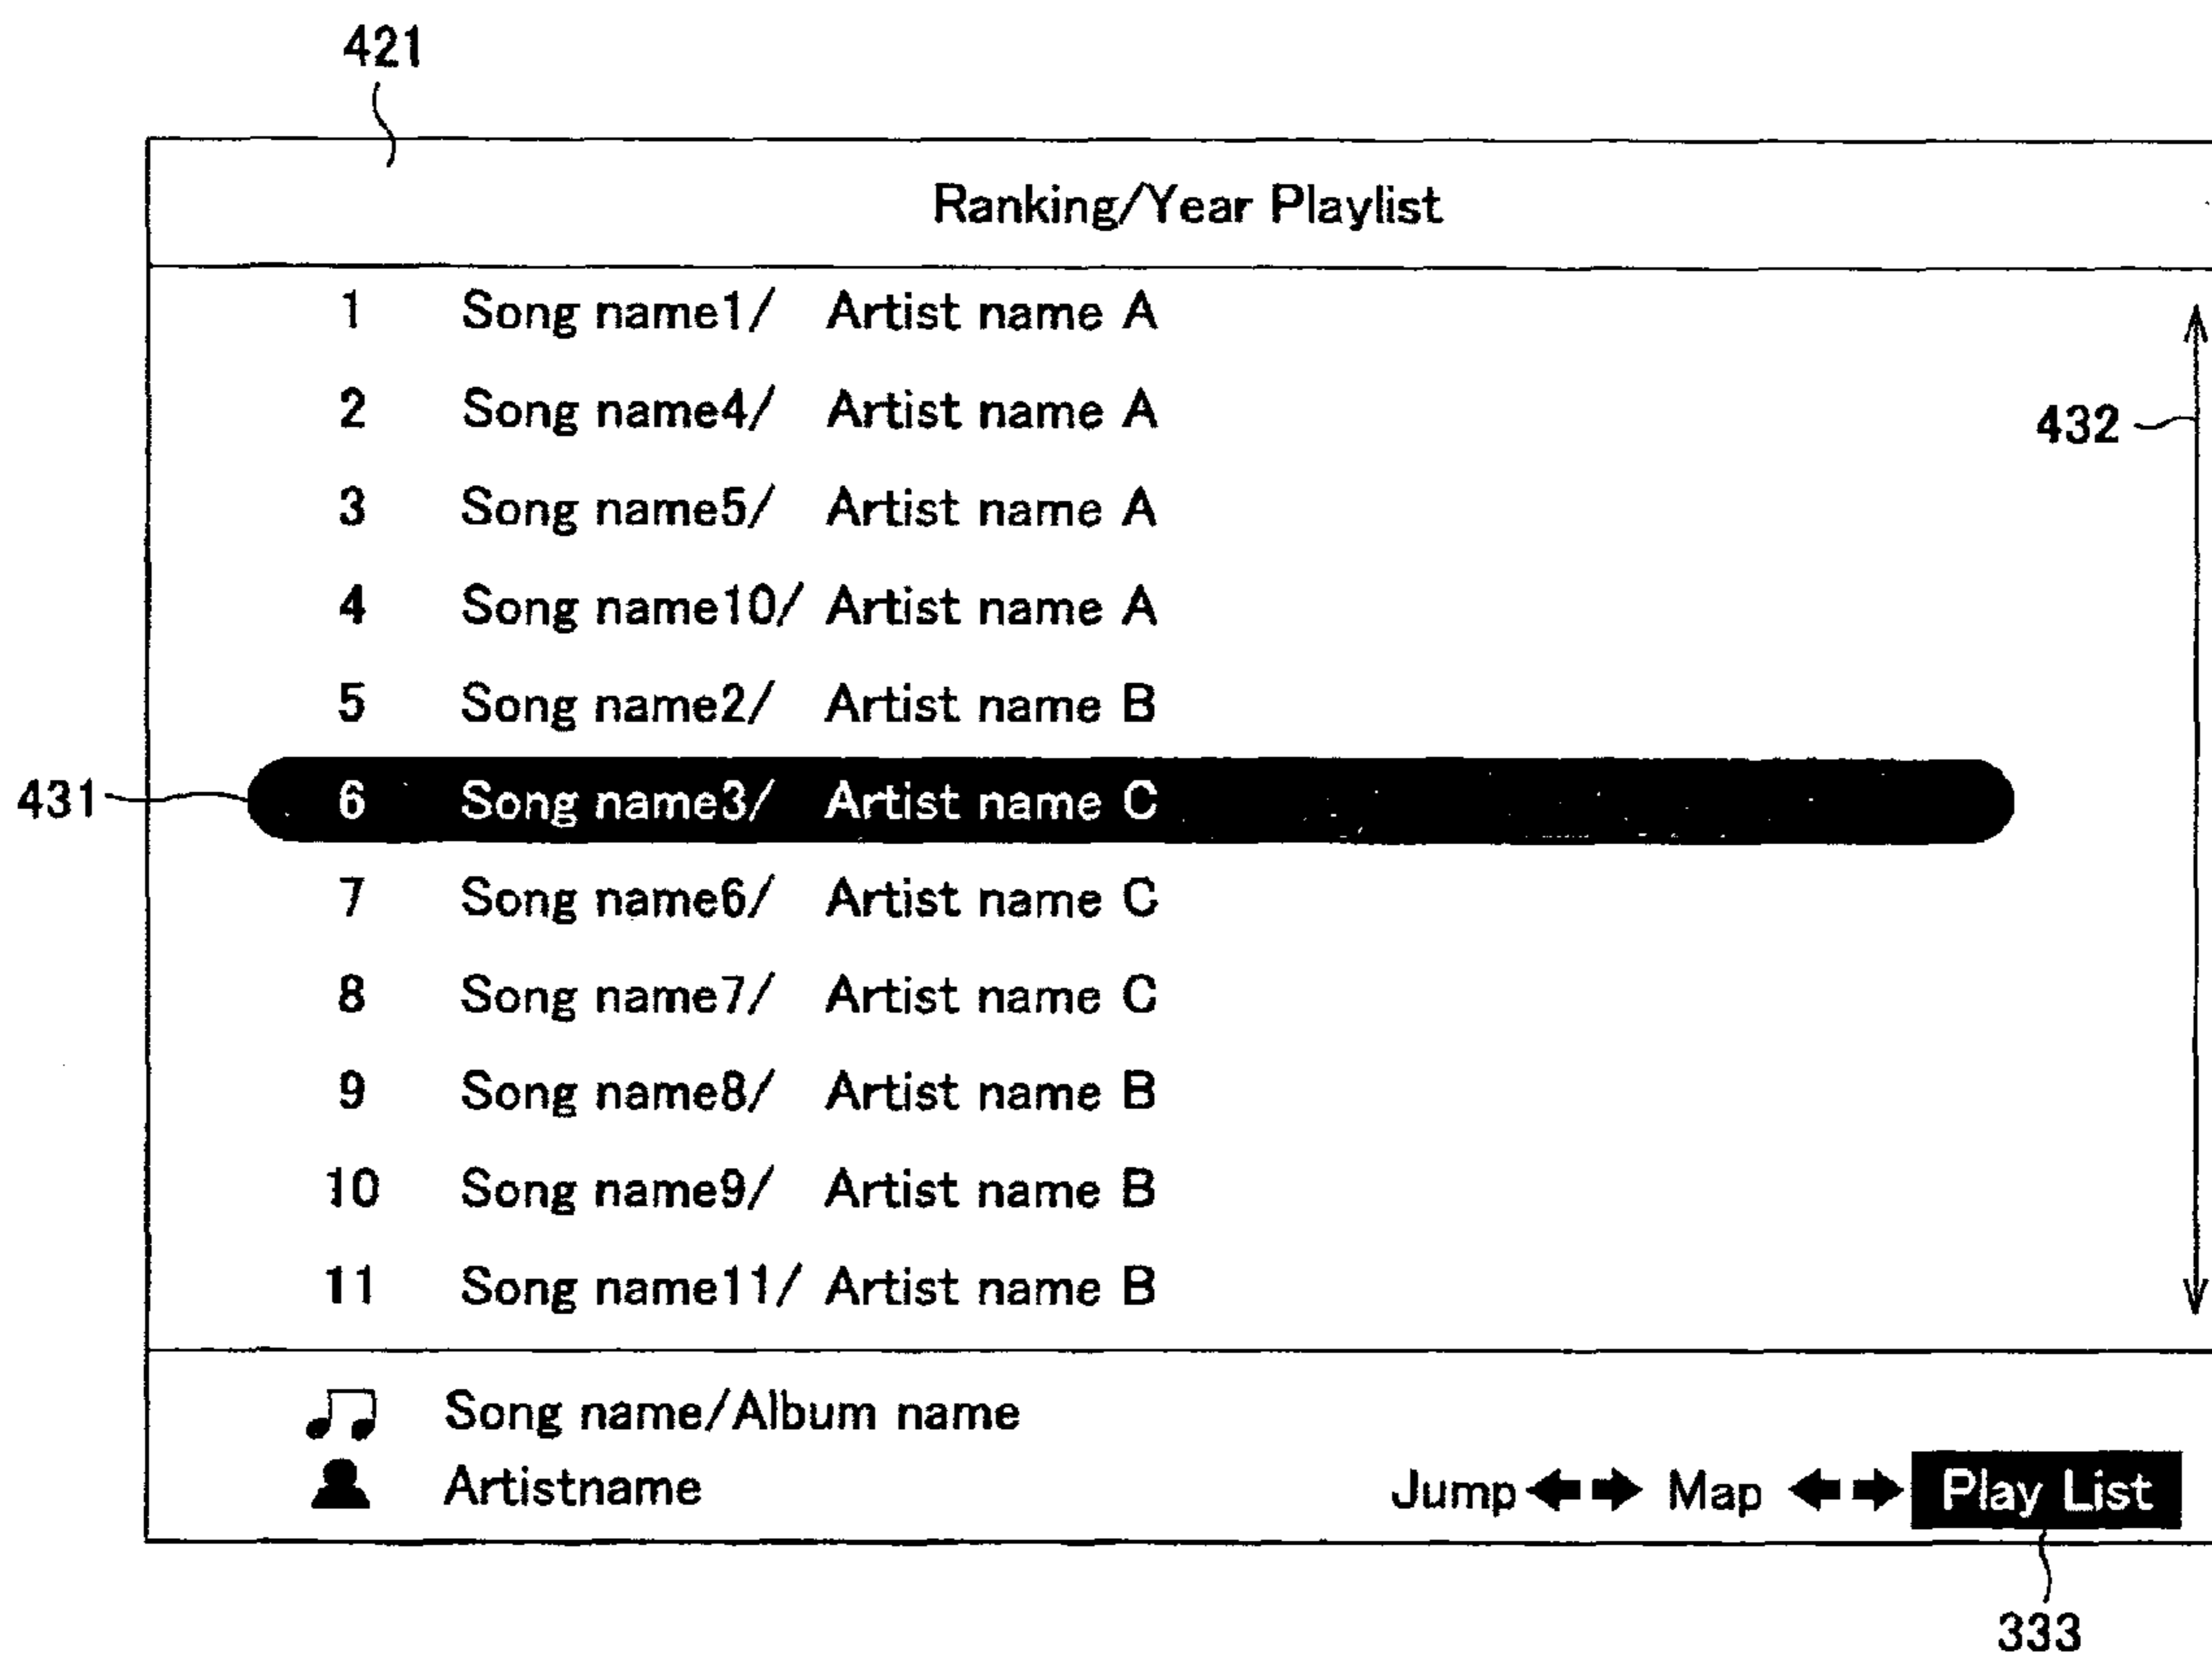 421
Ranking/Year Playlist
1 Song name1/ Artist name A
2 Song name4/ Artist name A
432
3 Song name5/ Artist name A
4 Song name10/ Artist name A
5 Song name2/ Artist name B
431
6 Song name3/ Artist name C
7 Song name6/ Artist name C
8 Song name7/ Artist name C
9 Song name8/ Artist name B
10 Song name9/ Artist name B
11 Song name11/ Artist name B
Song name/Album name
Artistname
Jump Map Play List
333